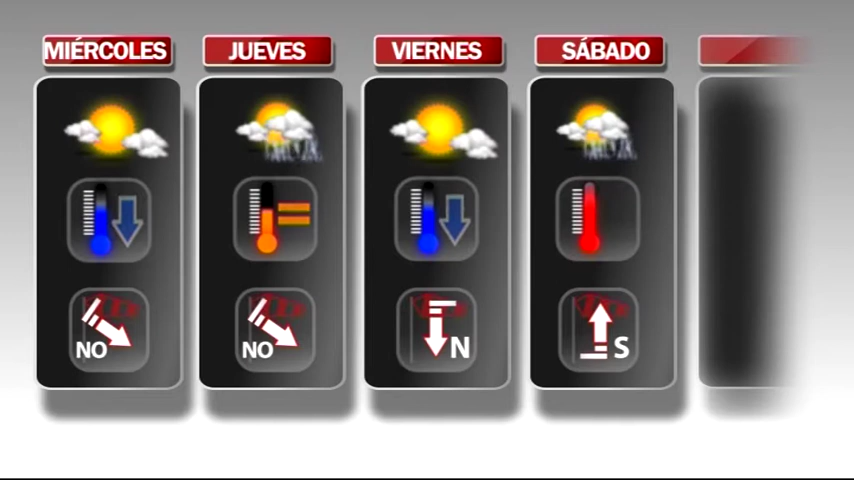 MIÉRCOLES
JUEVES
VIERNES
SÁBADO
NO
NO
N
S